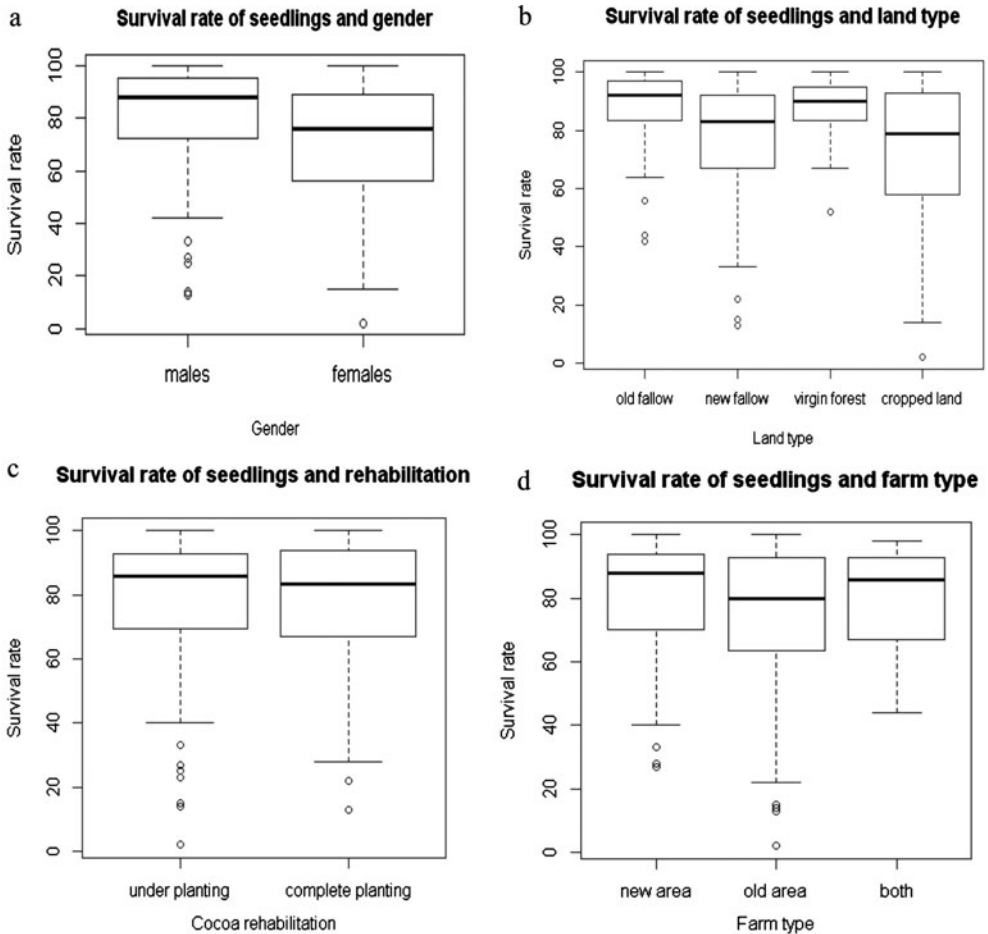 a
Survival rate of seedlings and gender
Survival rate
100
80
60
40
20
0
males females
Gender
b
Survival rate of seedlings and land type
Survival rate
100
80
60
40
20
0
old fallow new fallow virgin forest cropped land
Land type
c
Survival rate of seedlings and rehabilitation
Survival rate
100
80
60
40
20
0
under planting complete planting
Cocoa rehabilitation
d
Survival rate of seedlings and farm type
Survival rate
100
80
60
40
20
0
new area old area both
Farm type